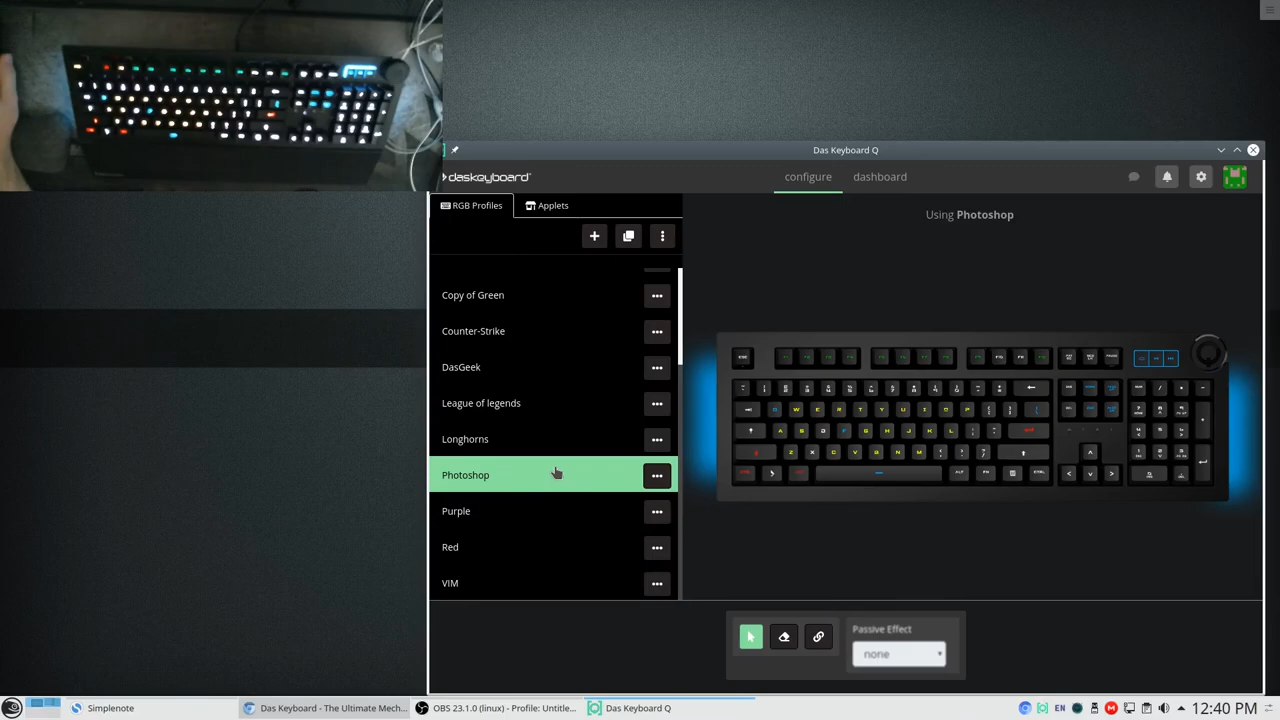 Das Keyboard Q
daskeyboard
configure
dashboard
RGB Profiles
Applets
Using Photoshop
Copy of Green
Counter-Strike
DasGeek
League of legends
Longhorns
Photoshop
Purple
Red
VIM
Passive Effect
none
Simplenote
Das Keyboard - The Ultimate Mech...
OBS 23.1.0 (linux) - Profile: Untitle...
Das Keyboard Q
EN
12:40 PM